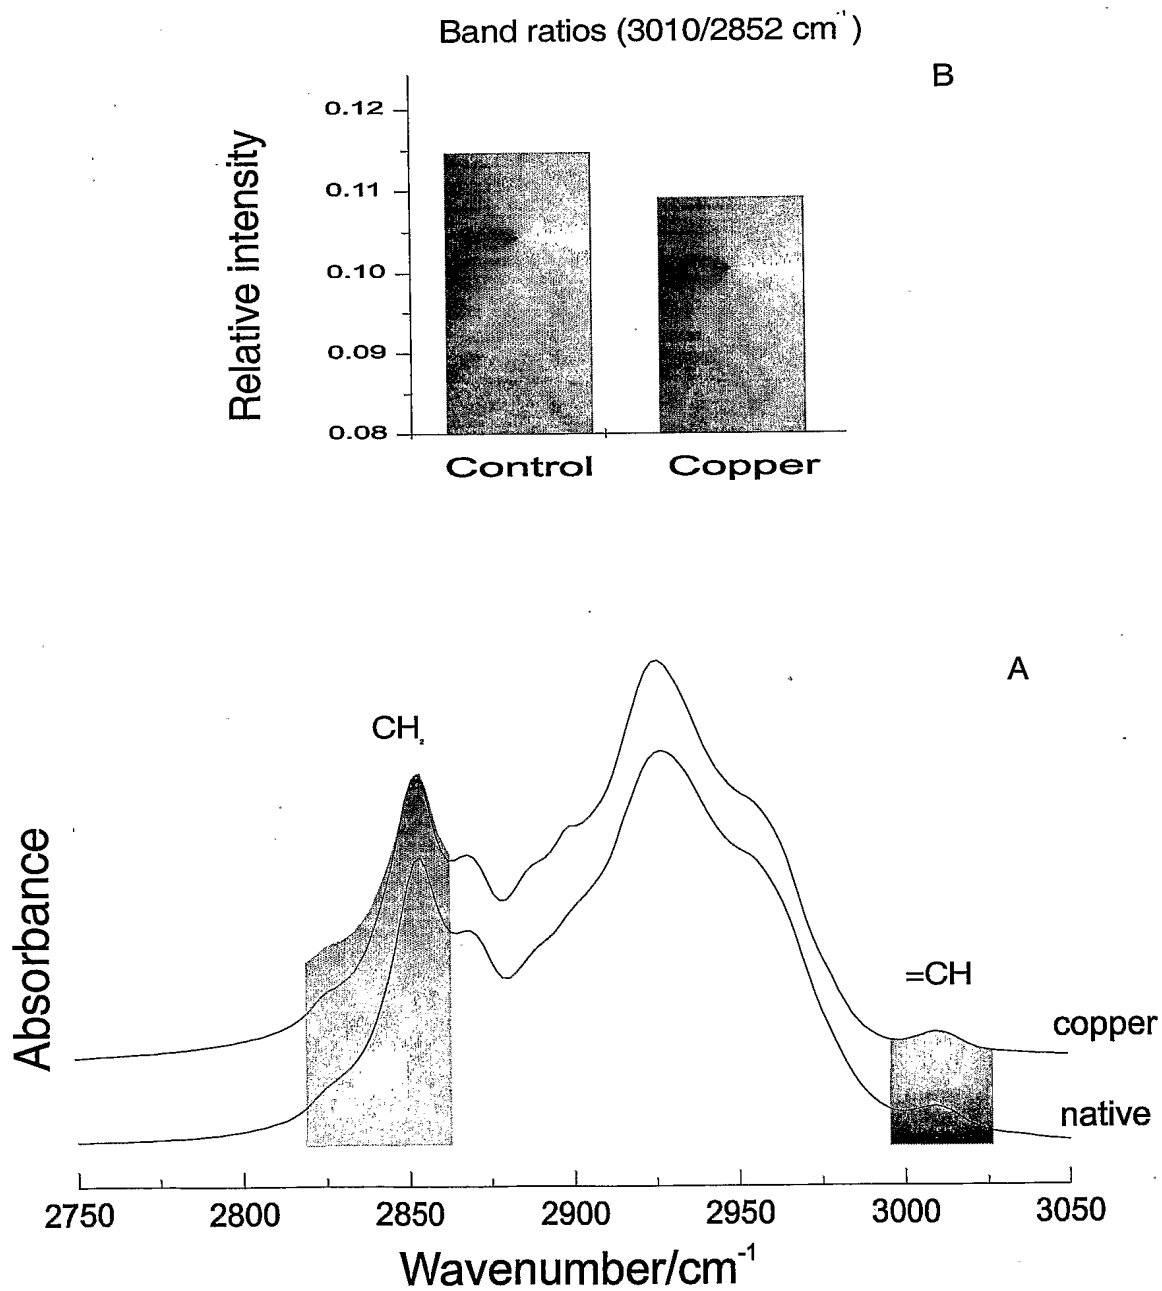 Band ratios (3010/2852 cm⁻¹)
B
Relative intensity
0.12
0.11
0.10
0.09
0.08
Control Copper
A
CH₂
=CH
copper
native
Absorbance
2750 2800 2850 2900 2950 3000 3050
Wavenumber/cm⁻¹